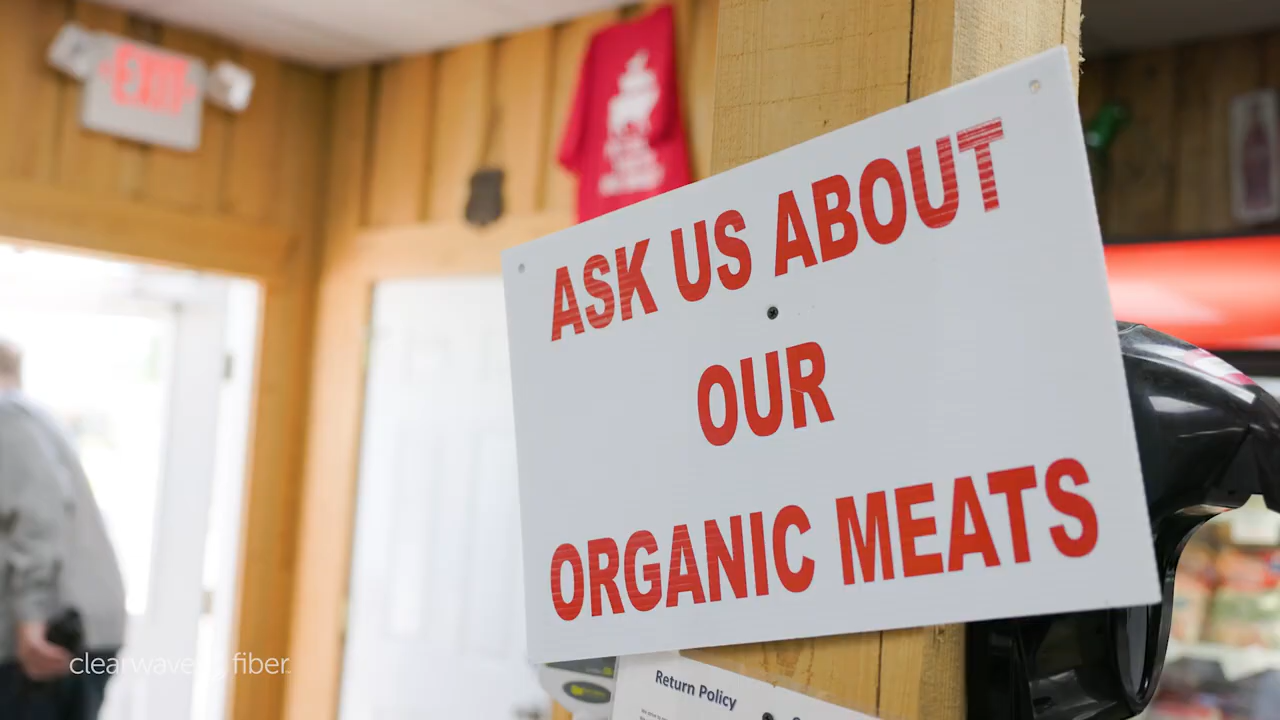 EXIT
ASK US ABOUT
OUR
ORGANIC MEATS
Return Policy
clearwave fiber